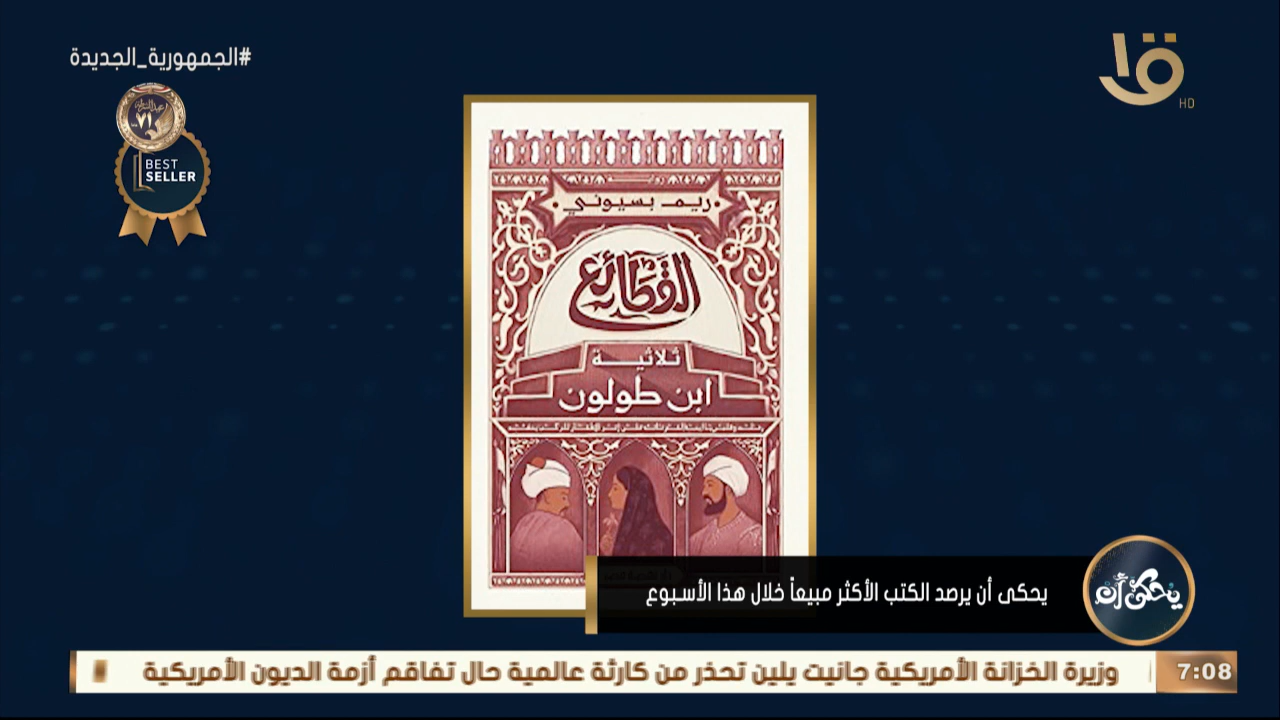 #الجمهورية_الجديدة
HD
٧١
BEST
SELLER
ريم بسيوني
القطائع
ثلاثية
ابن طولون
يحكى أن يرصد الكتب الأكثر مبيعاً خلال هذا الأسبوع
يحكى أن
وزيرة الخزانة الأمريكية جانيت يلين تحذر من كارثة عالمية حال تفاقم أزمة الديون الأمريكية
7:08